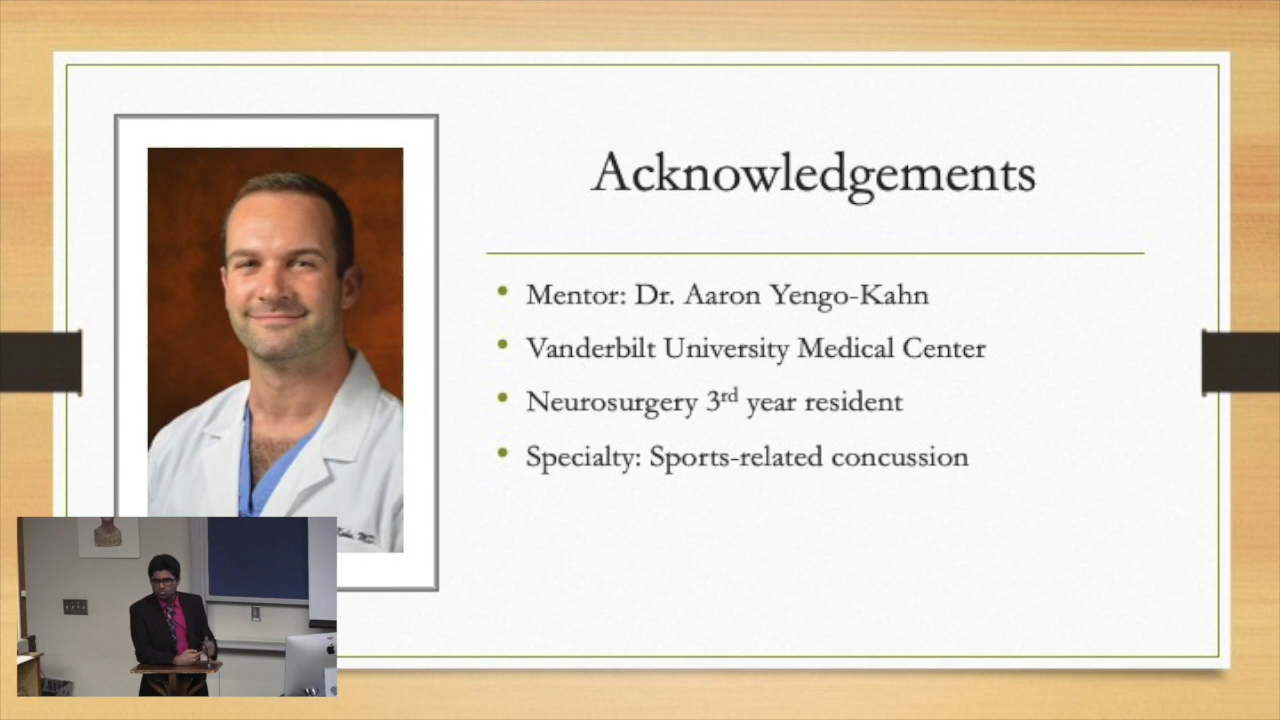 Acknowledgements
• Mentor: Dr. Aaron Yengo-Kahn
• Vanderbilt University Medical Center
• Neurosurgery 3rd year resident
• Specialty: Sports-related concussion